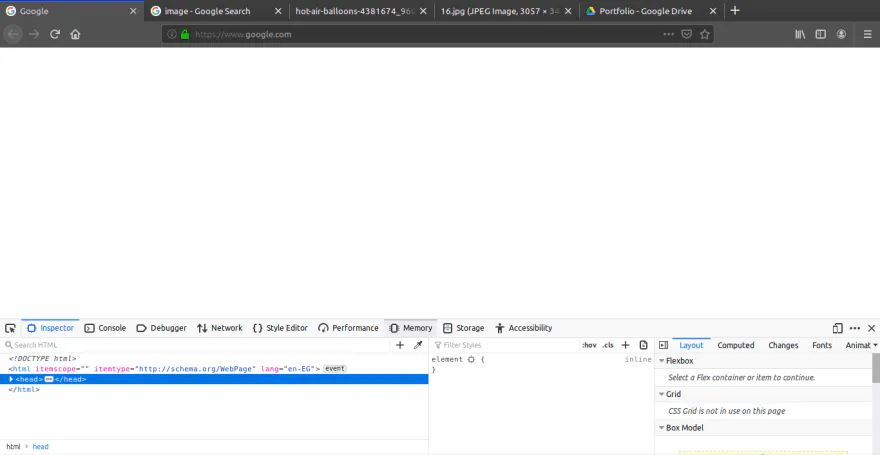 Google
image - Google Search
hot-air-balloons-4381674_960
16.jpg (JPEG Image, 3057 × 34
Portfolio - Google Drive
https://www.google.com
Inspector
Console
Debugger
Network
Style Editor
Performance
Memory
Storage
Accessibility
Search HTML
Filter Styles
:hov
.cls
Layout
Computed
Changes
Fonts
Animat
<!DOCTYPE html>
<html itemscope="" itemtype="http://schema.org/WebPage" lang="en-EG"> event
<head> </head>
</html>
element {
inline
}
Flexbox
Select a Flex container or item to continue.
Grid
CSS Grid is not in use on this page
Box Model
html > head